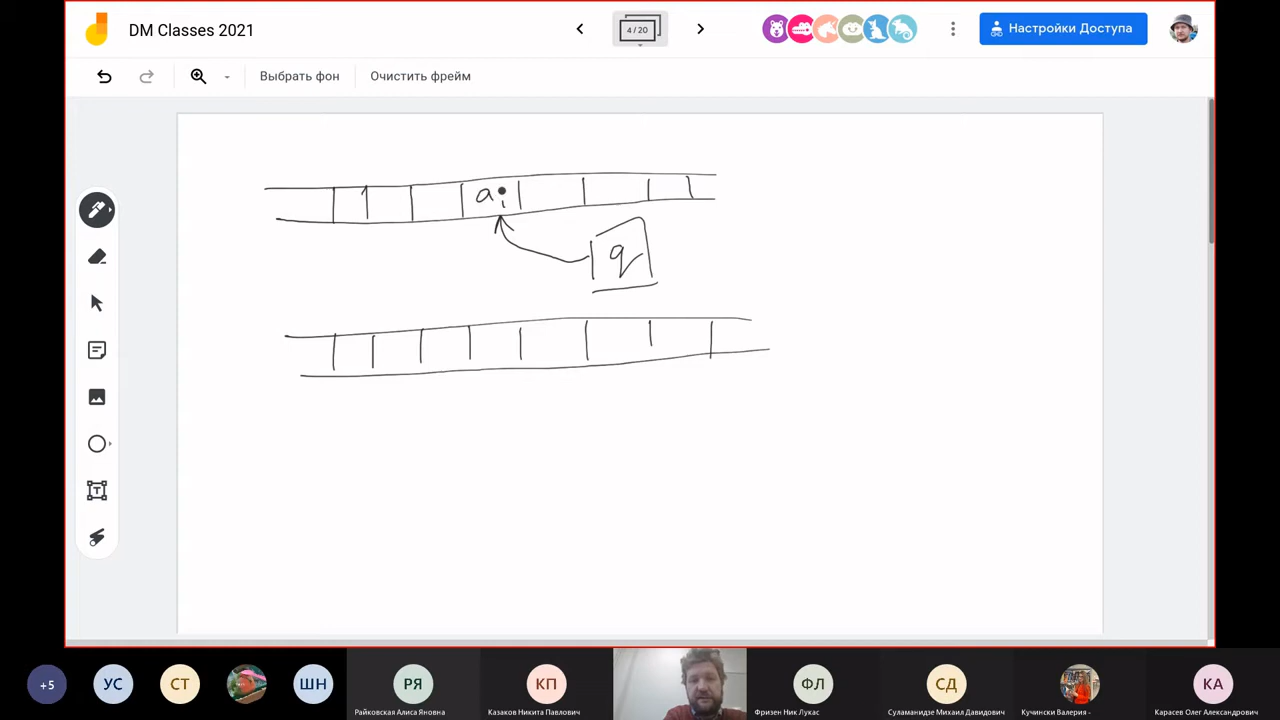 DM Classes 2021
4 / 20
Настройки Доступа
Выбрать фон
Очистить фрейм
1
ai
q
+5
УС
СТ
ШН
РЯ
Райковская Алиса Яновна
КП
Казаков Никита Павлович
ФЛ
Фризен Ник Лукас
СД
Суламанидзе Михаил Давидович
Кучински Валерия -
КА
Карасев Олег Александрович